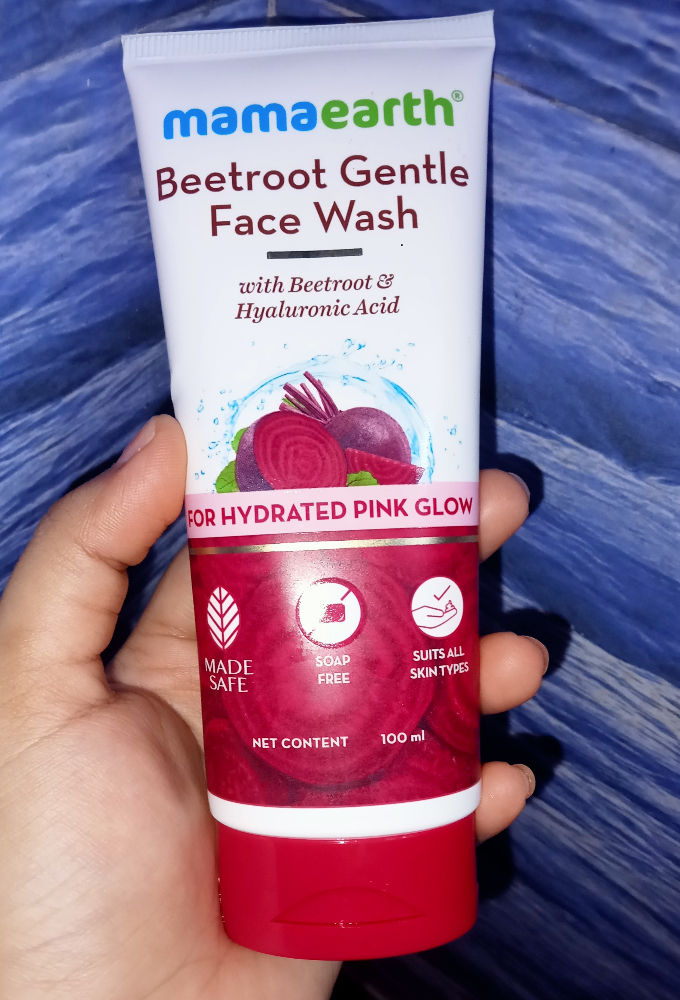 mamaearth®
Beetroot Gentle
Face Wash
with Beetroot &
Hyaluronic Acid
FOR HYDRATED PINK GLOW
MADE
SAFE
SOAP
FREE
SUITS ALL
SKIN TYPES
NET CONTENT 100 ml